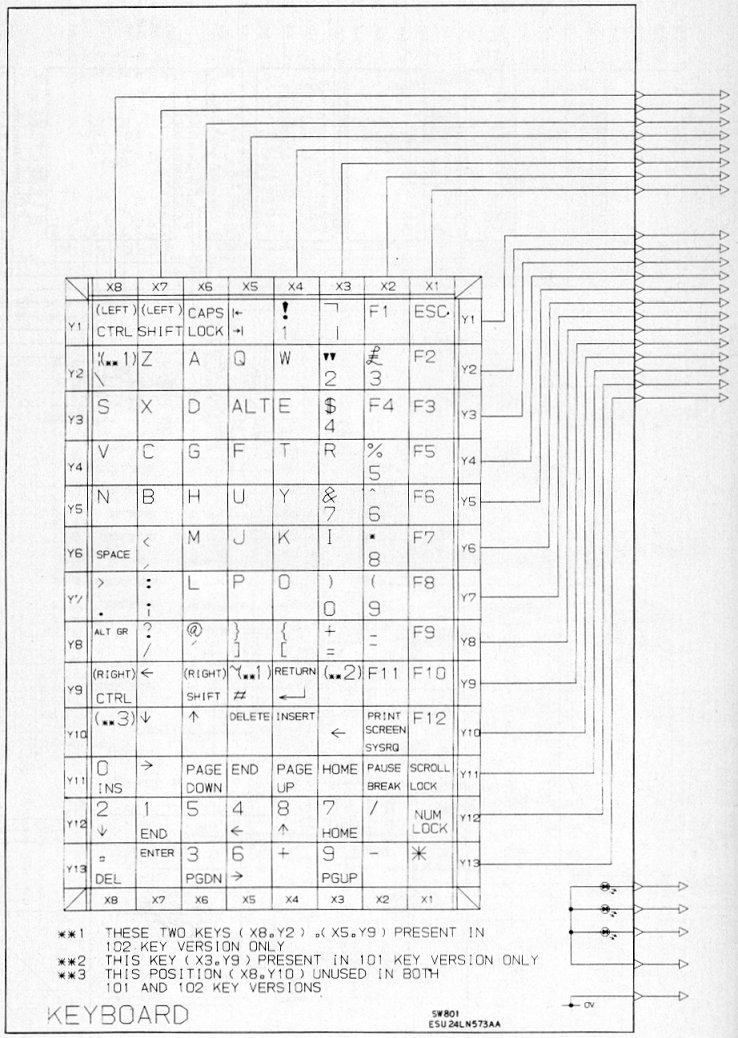 X8 X7 X6 X5 X4 X3 X2 X1
(LEFT) (LEFT) CAPS |← ! ¬ F1 ESC
Y1 CTRL SHIFT LOCK →| 1 | Y1
¦(**1) Z A Q W " £ F2
Y2 \ 2 3 Y2
S X D ALT E $ F4 F3
Y3 4 Y3
V C G F T R % F5
Y4 5 Y4
N B H U Y & ^ F6
Y5 7 6 Y5
< M J K I * F7
Y6 SPACE , 8 Y6
> : L P O ) ( F8
Y7 . ; 0 9 Y7
ALT GR ? @ } { + _ F9
Y8 / ' ] [ = - Y8
(RIGHT) ← (RIGHT) ~(**1) RETURN (**2) F11 F10
Y9 CTRL SHIFT # Y9
(**3) ↓ ↑ DELETE INSERT ← PRINT F12
SCREEN
Y10 SYSRQ Y10
0 → PAGE END PAGE HOME PAUSE SCROLL
Y11 INS DOWN UP BREAK LOCK Y11
2 1 5 4 8 7 / NUM
Y12 ↓ END ← ↑ HOME LOCK Y12
. ENTER 3 6 + 9 - *
Y13 DEL PGDN → PGUP Y13
X8 X7 X6 X5 X4 X3 X2 X1
**1 THESE TWO KEYS (X8.Y2) .(X5.Y9) PRESENT IN
102 KEY VERSION ONLY
**2 THIS KEY (X3.Y9) PRESENT IN 101 KEY VERSION ONLY
**3 THIS POSITION (X8.Y10) UNUSED IN BOTH
101 AND 102 KEY VERSIONS
0V
KEYBOARD
SW801
ESU24LN573AA